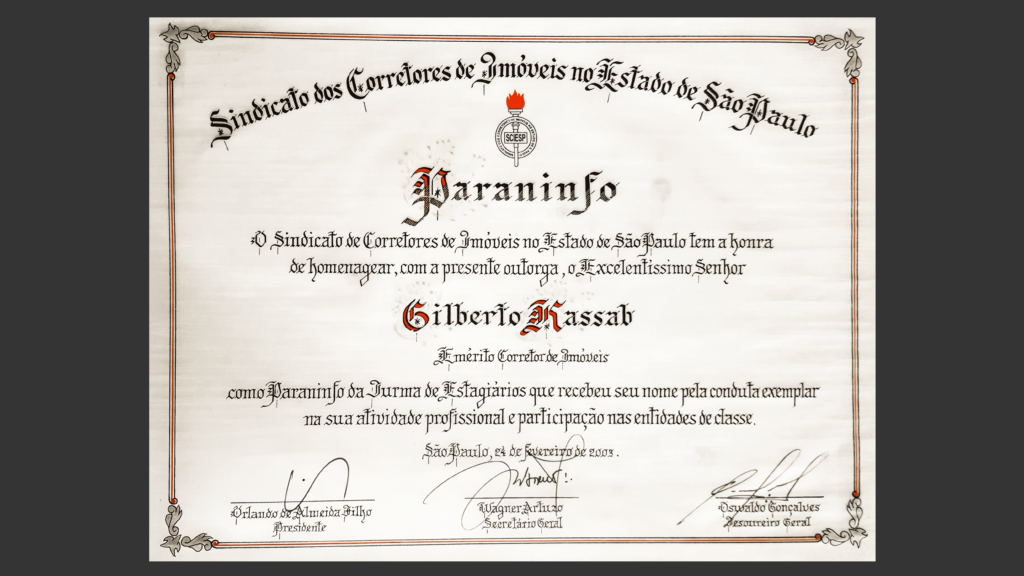 Sindicato dos Corretores de Imóveis no Estado de São Paulo
SCIESP
Paraninfo
O Sindicato de Corretores de Imóveis no Estado de São Paulo tem a honra
de homenagear, com a presente outorga, o Excelentissimo Senhor
Gilberto Kassab
Emérito Corretor de Imóveis
como Paraninfo da Turma de Estagiários que recebeu seu nome pela conduta exemplar
na sua atividade profissional e participação nas entidades de classe.
São Paulo, 24 de fevereiro de 2003.
Orlando de Almeida Filho
Presidente
Wagner Arturo
Secretário Geral
Oswaldo Gonçalves
Tesoureiro Geral